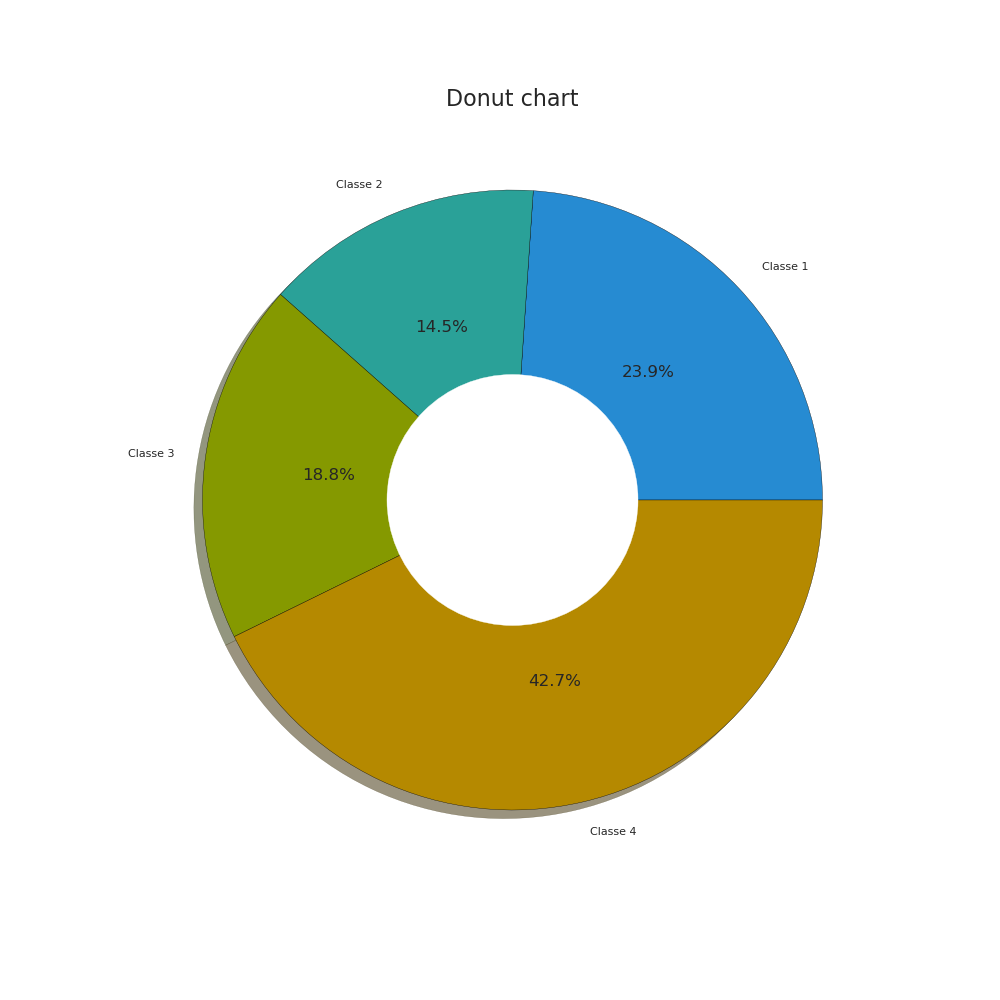 Donut chart
Classe 2
Classe 1
14.5%
23.9%
Classe 3
18.8%
42.7%
Classe 4